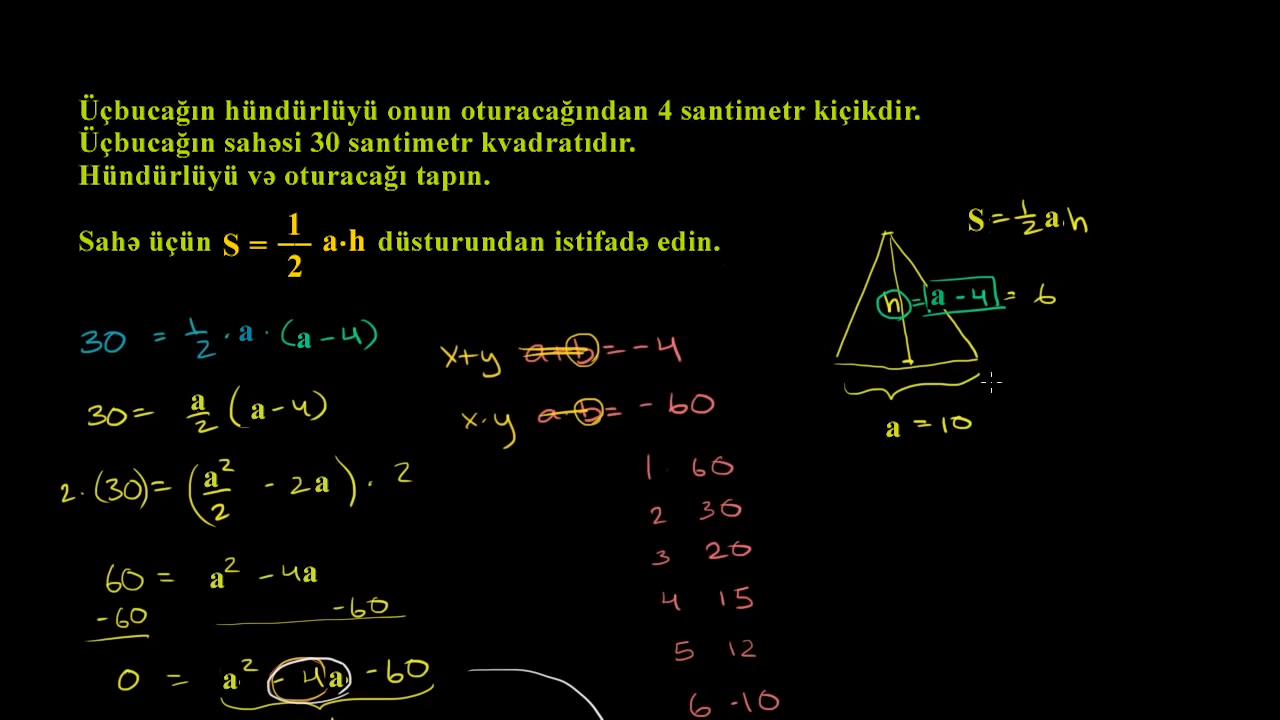 Üçbucağın hündürlüyü onun oturacağından 4 santimetr kiçikdir.
Üçbucağın sahəsi 30 santimetr kvadratıdır.
Hündürlüyü və oturacağı tapın.
Sahə üçün S = 1/2 a·h düsturundan istifadə edin.
S = 1/2 a·h
h = a - 4 = 6
a = 10
30 = 1/2 · a · (a - 4)
30 = a/2 (a - 4)
2 · (30) = (a²/2 - 2a) · 2
60 = a² - 4a
-60 -60
0 = a² - 4a - 60
x+y a+b = -4
x·y a·b = -60
1 60
2 30
3 20
4 15
5 12
6 -10